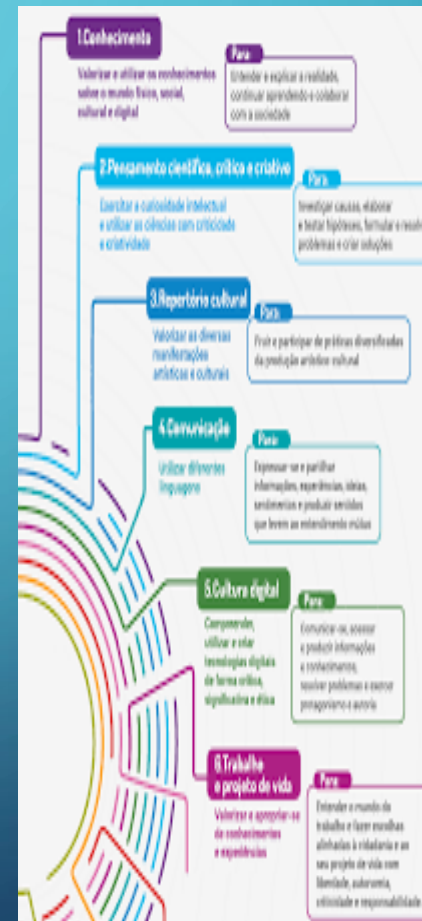 1.Conhecimento
Valorizar e utilizar os conhecimentos
sobre o mundo físico, social,
cultural e digital
Para:
Entender e explicar a realidade,
continuar aprendendo e colaborar
com a sociedade
2.Pensamento científico, crítico e criativo
Exercitar a curiosidade intelectual
e utilizar as ciências com criticidade
e criatividade
Para:
Investigar causas, elaborar
e testar hipóteses, formular e resolv
problemas e criar soluções
3.Repertório cultural
Valorizar as diversas
manifestações
artísticas e culturais
Para:
Fruir e participar de práticas diversificadas
da produção artístico-cultural
4.Comunicação
Utilizar diferentes
linguagens
Para:
Expressar-se e partilhar
informações, experiências, ideias,
sentimentos e produzir sentidos
que levem ao entendimento mútuo
5.Cultura digital
Compreender,
utilizar e criar
tecnologias digitais
de forma crítica,
significativa e ética
Para:
Comunicar-se, acessar
e produzir informações
e conhecimentos,
resolver problemas e exercer
protagonismo e autoria
6.Trabalho
e projeto de vida
Valorizar e apropriar-se
de conhecimentos
e experiências
Para:
Entender o mundo do
trabalho e fazer escolhas
alinhadas à cidadania e ao
seu projeto de vida com
liberdade, autonomia,
criticidade e responsabilidade